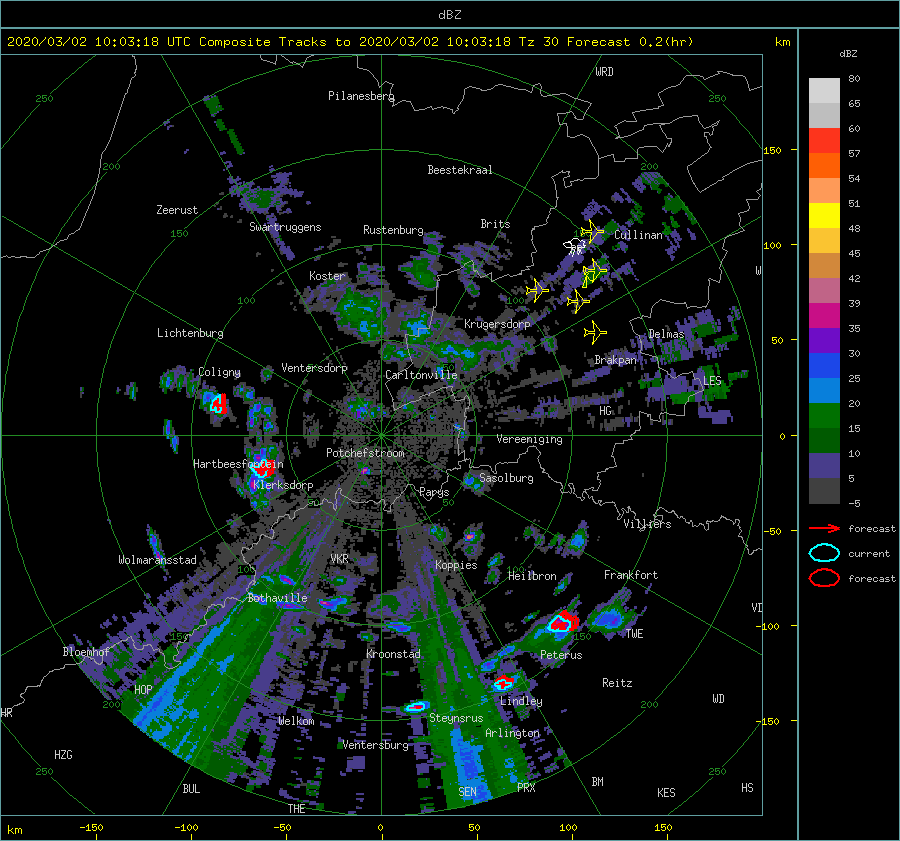 dBZ
2020/03/02 10:03:18 UTC Composite Tracks to 2020/03/02 10:03:18 Tz 30 Forecast 0.2(hr)
km
dBZ
WRD
250
Pilanesberg
250
80
65
60
57
54
51
48
45
42
39
35
30
25
20
15
10
5
-5
forecast
current
forecast
150
100
50
0
-50
-100
-150
200
Beestekraal
200
Zeerust
Swartruggens
150
Rustenburg
Brits
Cullinan
Koster
W
100
100
Lichtenburg
Krugersdorp
Delmas
Coligny
Ventersdorp
Carltonville
Brakpan
LES
HG
Vereeniging
Potchefstroom
Hartbeesfontein
Klerksdorp
Sasolburg
Parys
50
50
Villiers
Wolmaransstad
VKR
100
Koppies
100
Heilbron
Frankfort
Bothaville
VD
150
150
TWE
Bloemhof
Kroonstad
Peterus
HOP
Reitz
WD
HR
200
Lindley
200
Welkom
Steynsrus
Arlington
HZG
Ventersburg
250
250
BUL
SEN
PRX
BM
KES
HS
THE
km
-150
-100
-50
0
50
100
150